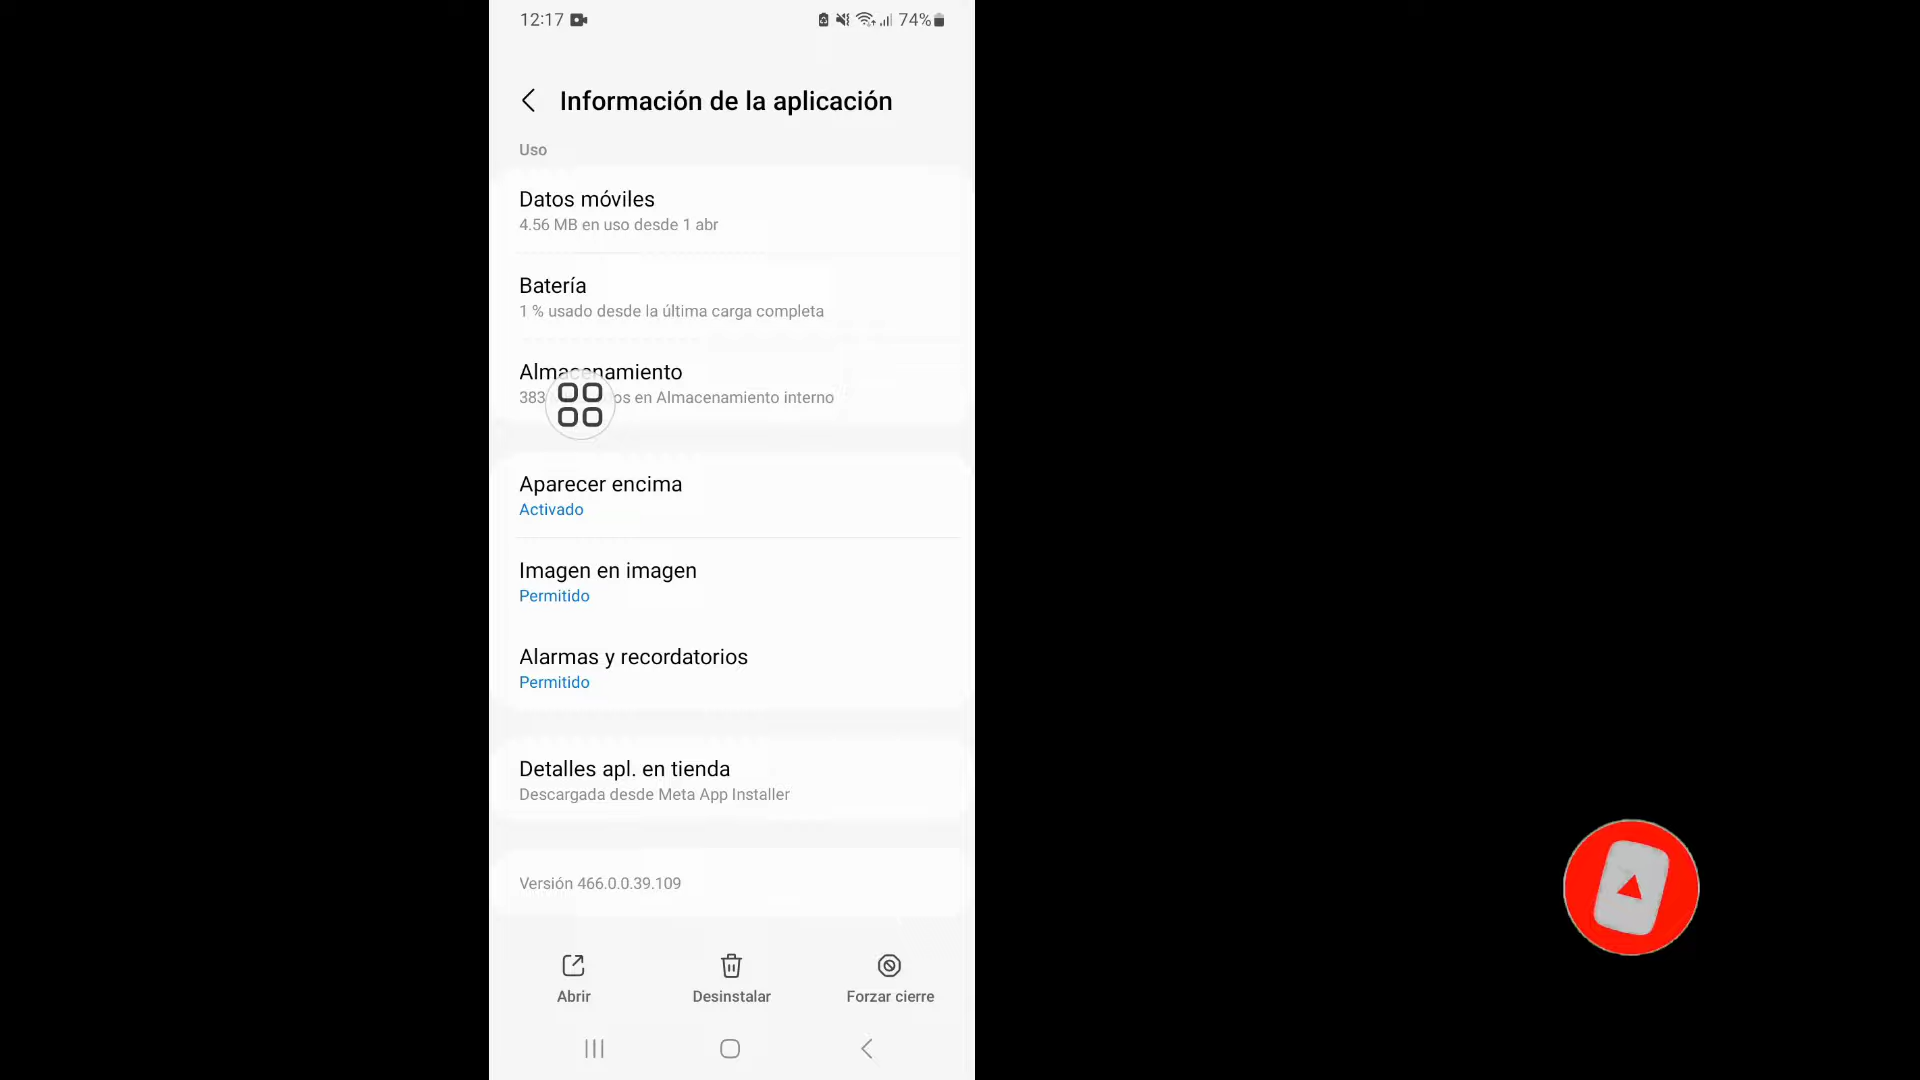 12:17
74%
Información de la aplicación
Uso
Datos móviles
4.56 MB en uso desde 1 abr
Batería
1 % usado desde la última carga completa
Almacenamiento
383 os en Almacenamiento interno
Aparecer encima
Activado
Imagen en imagen
Permitido
Alarmas y recordatorios
Permitido
Detalles apl. en tienda
Descargada desde Meta App Installer
Versión 466.0.0.39.109
Abrir
Desinstalar
Forzar cierre